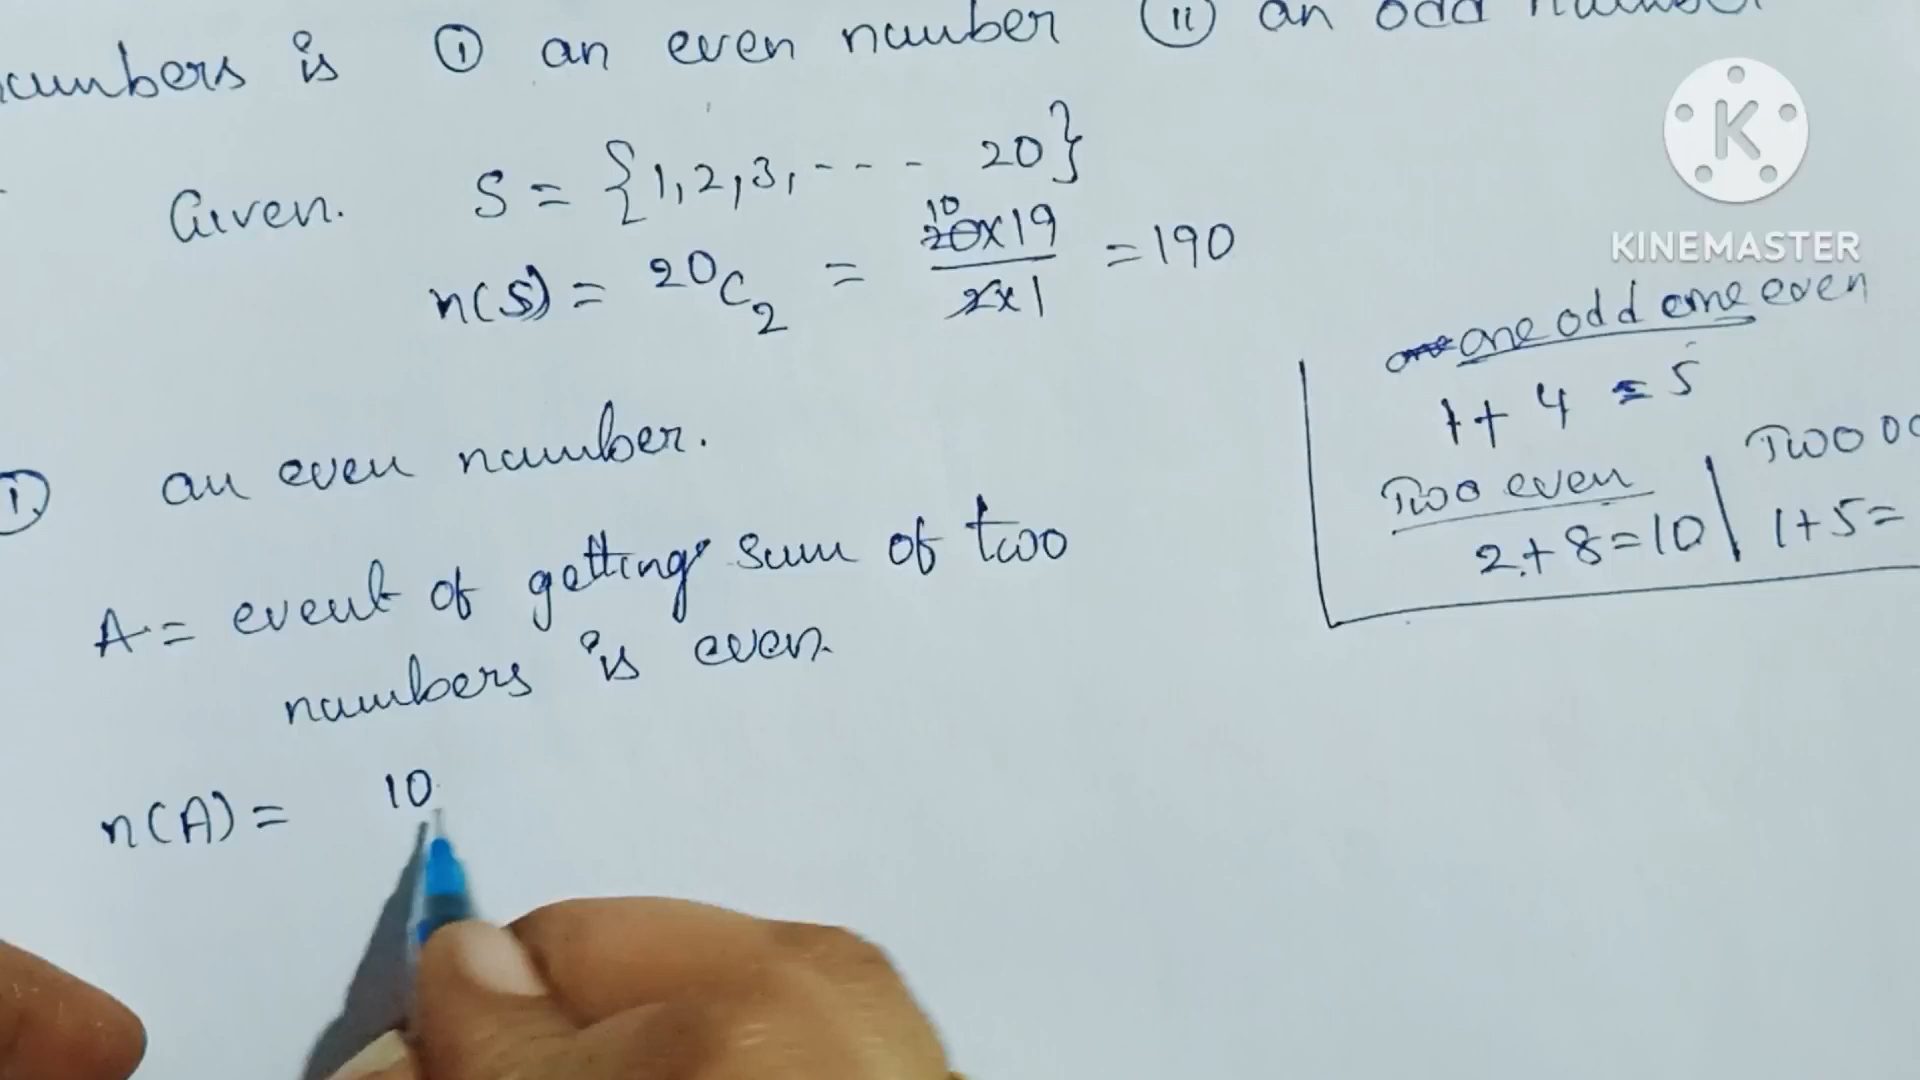 numbers is ① an even number ⑪ an odd number
Given. S = {1,2,3,---- 20}
n(S) = 20C2 = 20×19 / 2×1 = 190
10
KINEMASTER
one odd one even
1+ 4 = 5
Two even
2+8=10 | 1+5=
Two
① an even number.
A = event of getting sum of two
numbers is even.
n(A) = 10